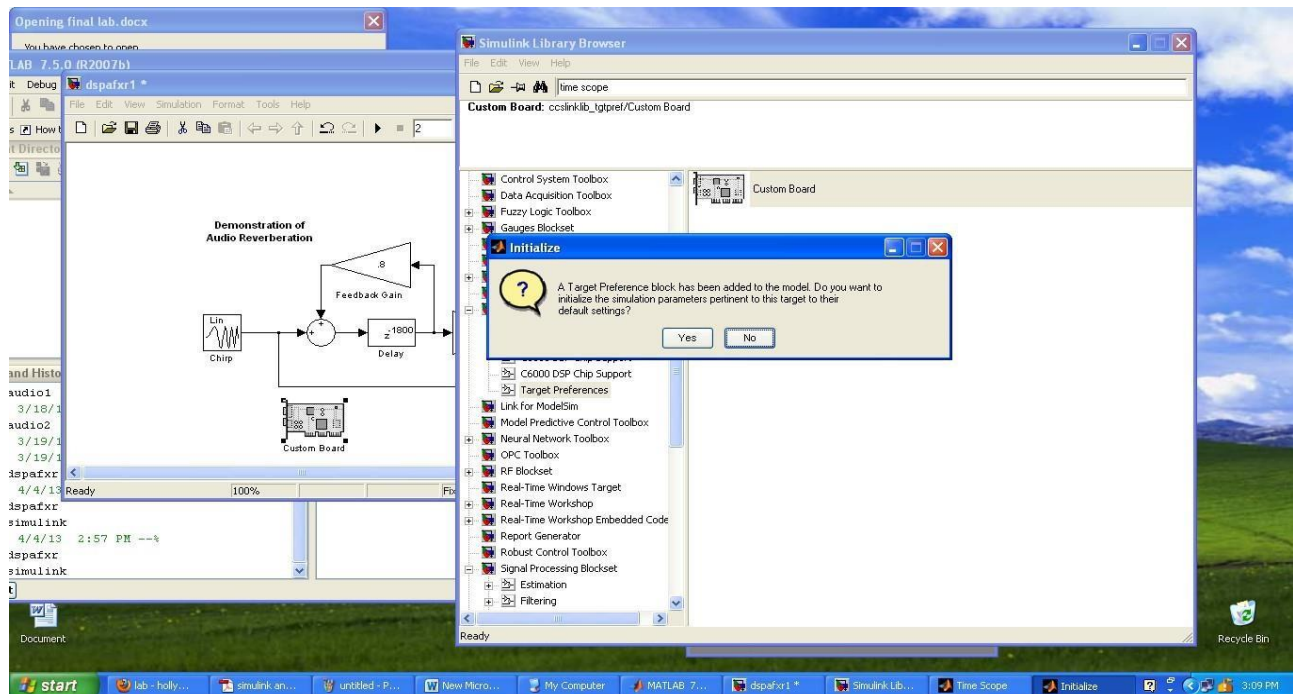 Opening final lab.docx
You have chosen to open
LAB 7.5.0 (R2007b)
it Debug
s How t
t Directo
dspafxr1 *
File Edit View Simulation Format Tools Help
2
Demonstration of
Audio Reverberation
.8
Feedback Gain
Lin
Chirp
z-1800
Delay
Custom Board
Ready 100% Fix
and Histo
audio1
3/18/1
audio2
3/19/1
3/19/1
dspafxr
4/4/13
dspafxr
simulink
4/4/13 2:57 PM --%
dspafxr
simulink
Simulink Library Browser
File Edit View Help
time scope
Custom Board: ccslinklib_tgtpref/Custom Board
Control System Toolbox
Data Acquisition Toolbox
Fuzzy Logic Toolbox
Gauges Blockset
C6000 DSP Chip Support
Target Preferences
Link for ModelSim
Model Predictive Control Toolbox
Neural Network Toolbox
OPC Toolbox
RF Blockset
Real-Time Windows Target
Real-Time Workshop
Real-Time Workshop Embedded Code
Report Generator
Robust Control Toolbox
Signal Processing Blockset
Estimation
Filtering
Custom Board
Ready
Initialize
A Target Preference block has been added to the model. Do you want to
initialize the simulation parameters pertinent to this target to their
default settings?
Yes No
Document
Recycle Bin
start
lab - holly...
simulink an...
untitled - P...
New Micro...
My Computer
MATLAB 7...
dspafxr1 *
Simulink Lib...
Time Scope
Initialize
3:09 PM